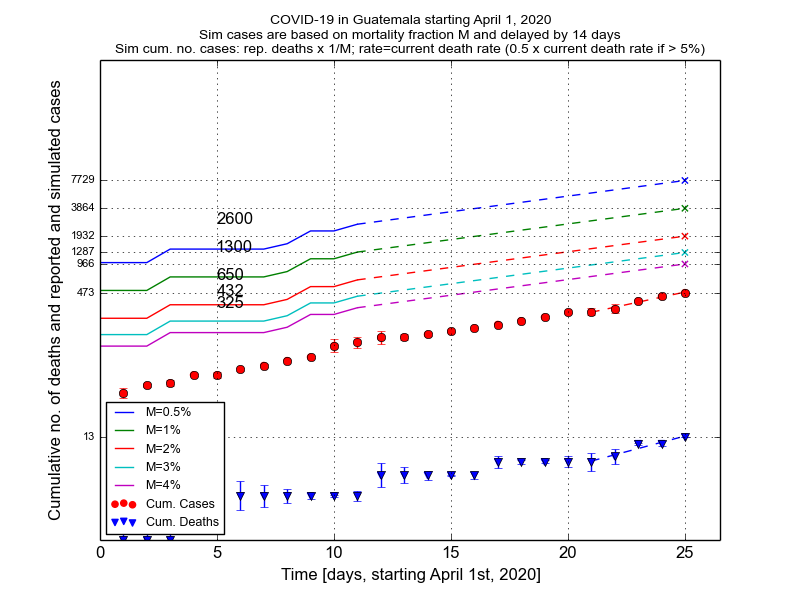 COVID-19 in Guatemala starting April 1, 2020
Sim cases are based on mortality fraction M and delayed by 14 days
Sim cum. no. cases: rep. deaths x 1/M; rate=current death rate (0.5 x current death rate if > 5%)
Cumulative no. of deaths and reported and simulated cases
7729
3864
1932
1287
966
473
13
2600
1300
650
432
325
M=0.5%
M=1%
M=2%
M=3%
M=4%
Cum. Cases
Cum. Deaths
0 5 10 15 20 25
Time [days, starting April 1st, 2020]